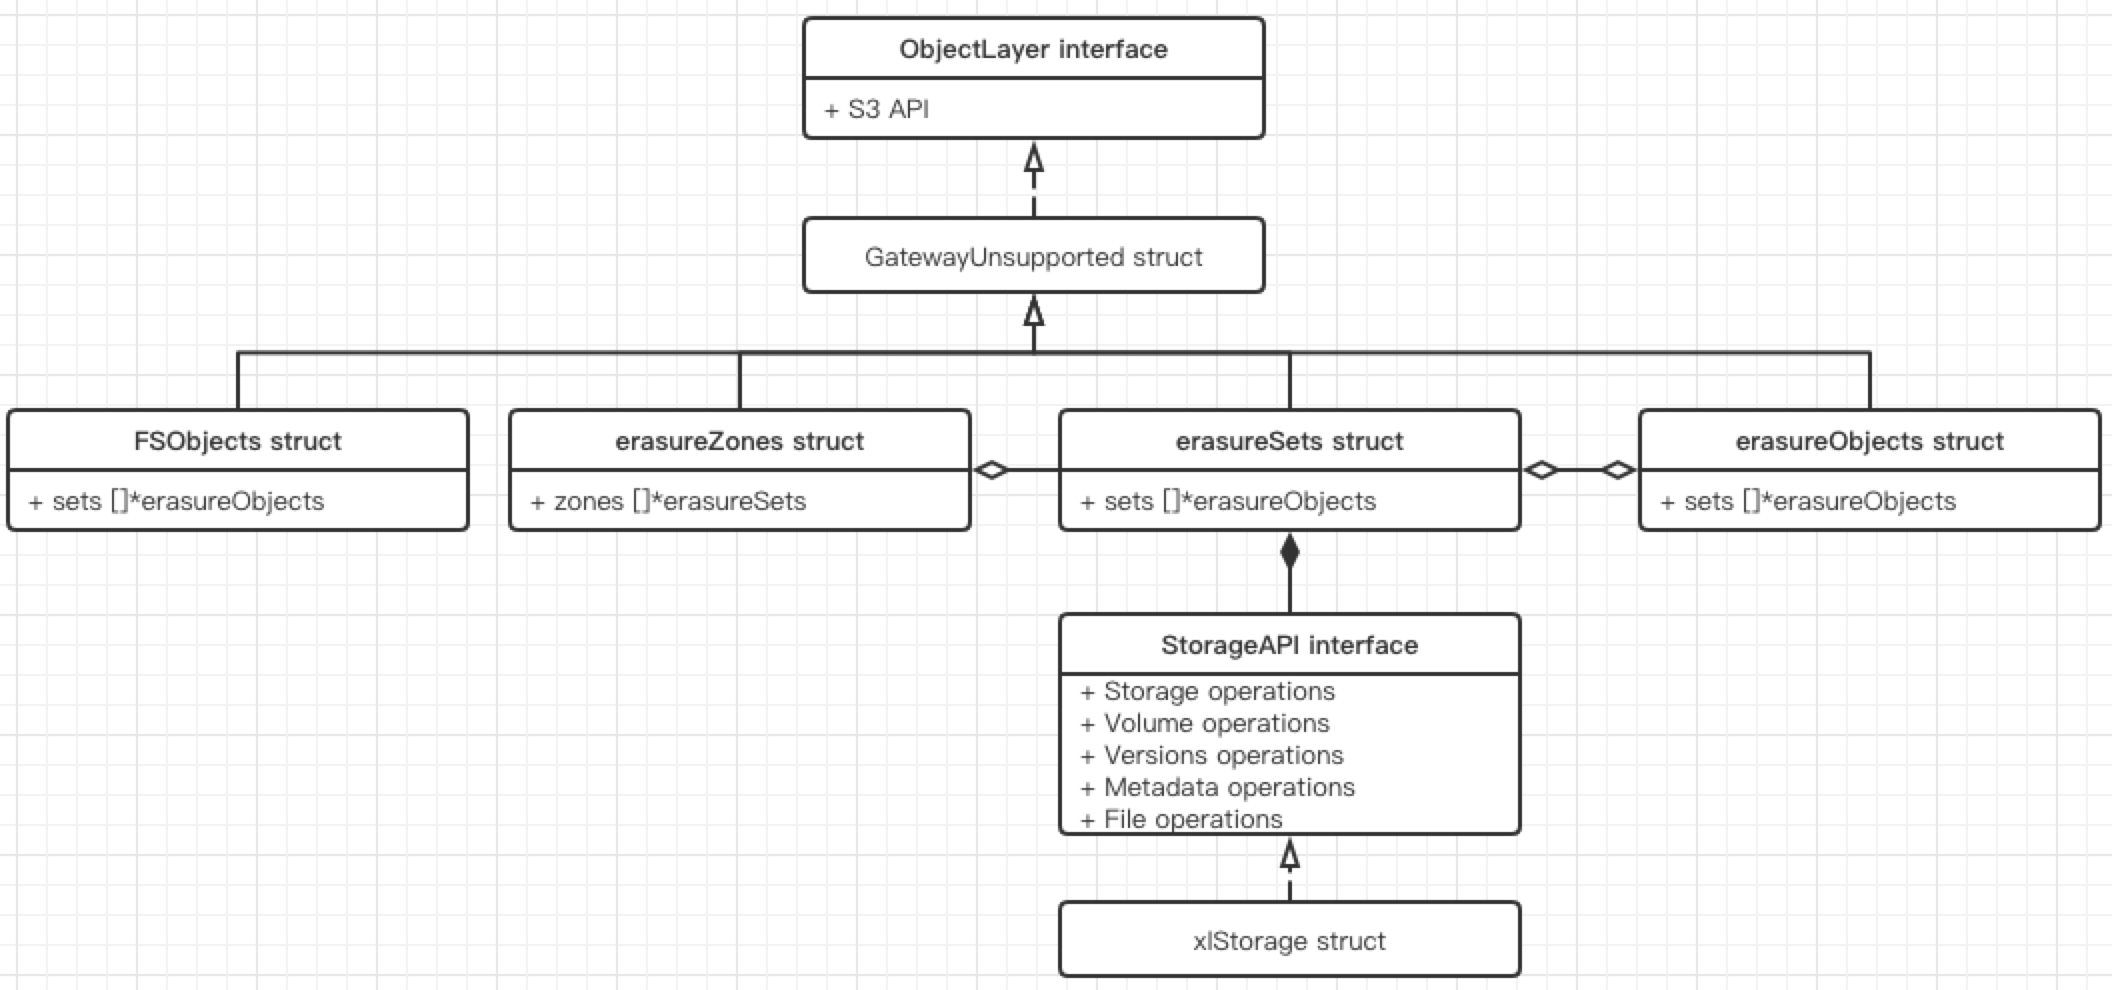 ObjectLayer interface
+ S3 API
GatewayUnsupported struct
FSObjects struct
+ sets []*erasureObjects
erasureZones struct
+ zones []*erasureSets
erasureSets struct
+ sets []*erasureObjects
erasureObjects struct
+ sets []*erasureObjects
StorageAPI interface
+ Storage operations
+ Volume operations
+ Versions operations
+ Metadata operations
+ File operations
xlStorage struct